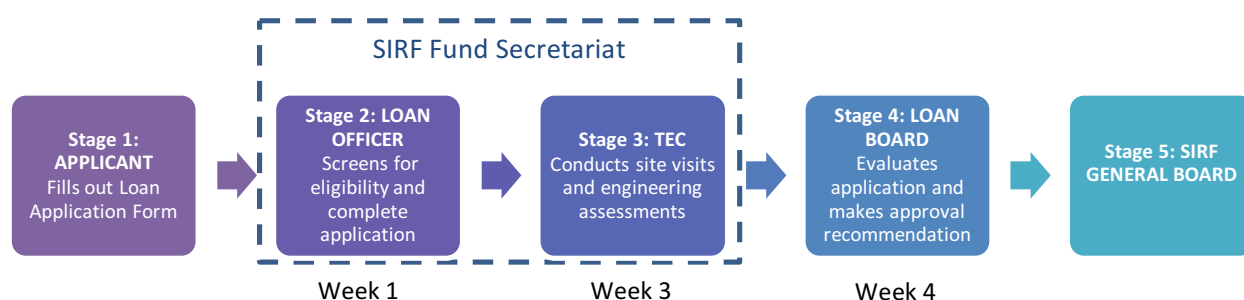 SIRF Fund Secretariat
Stage 1:
APPLICANT
Fills out Loan
Application Form
Stage 2: LOAN
OFFICER
Screens for
eligibility and
complete
application
Stage 3: TEC
Conducts site visits
and engineering
assessments
Stage 4: LOAN
BOARD
Evaluates
application and
makes approval
recommendation
Stage 5: SIRF
GENERAL BOARD
Week 1
Week 3
Week 4